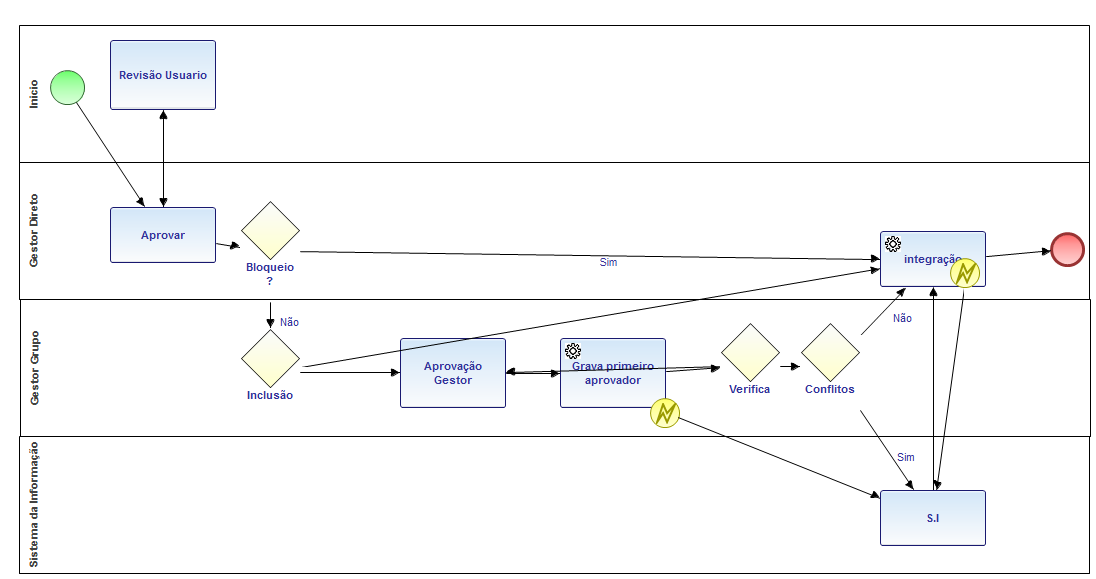 Inicio
Revisão Usuario
Gestor Direto
Aprovar
Bloqueio
?
Sim
integração
Gestor Grupo
Não
Inclusão
Aprovação
Gestor
Grava primeiro
aprovador
Verifica
Conflitos
Não
Sistema da Informação
Sim
S.I